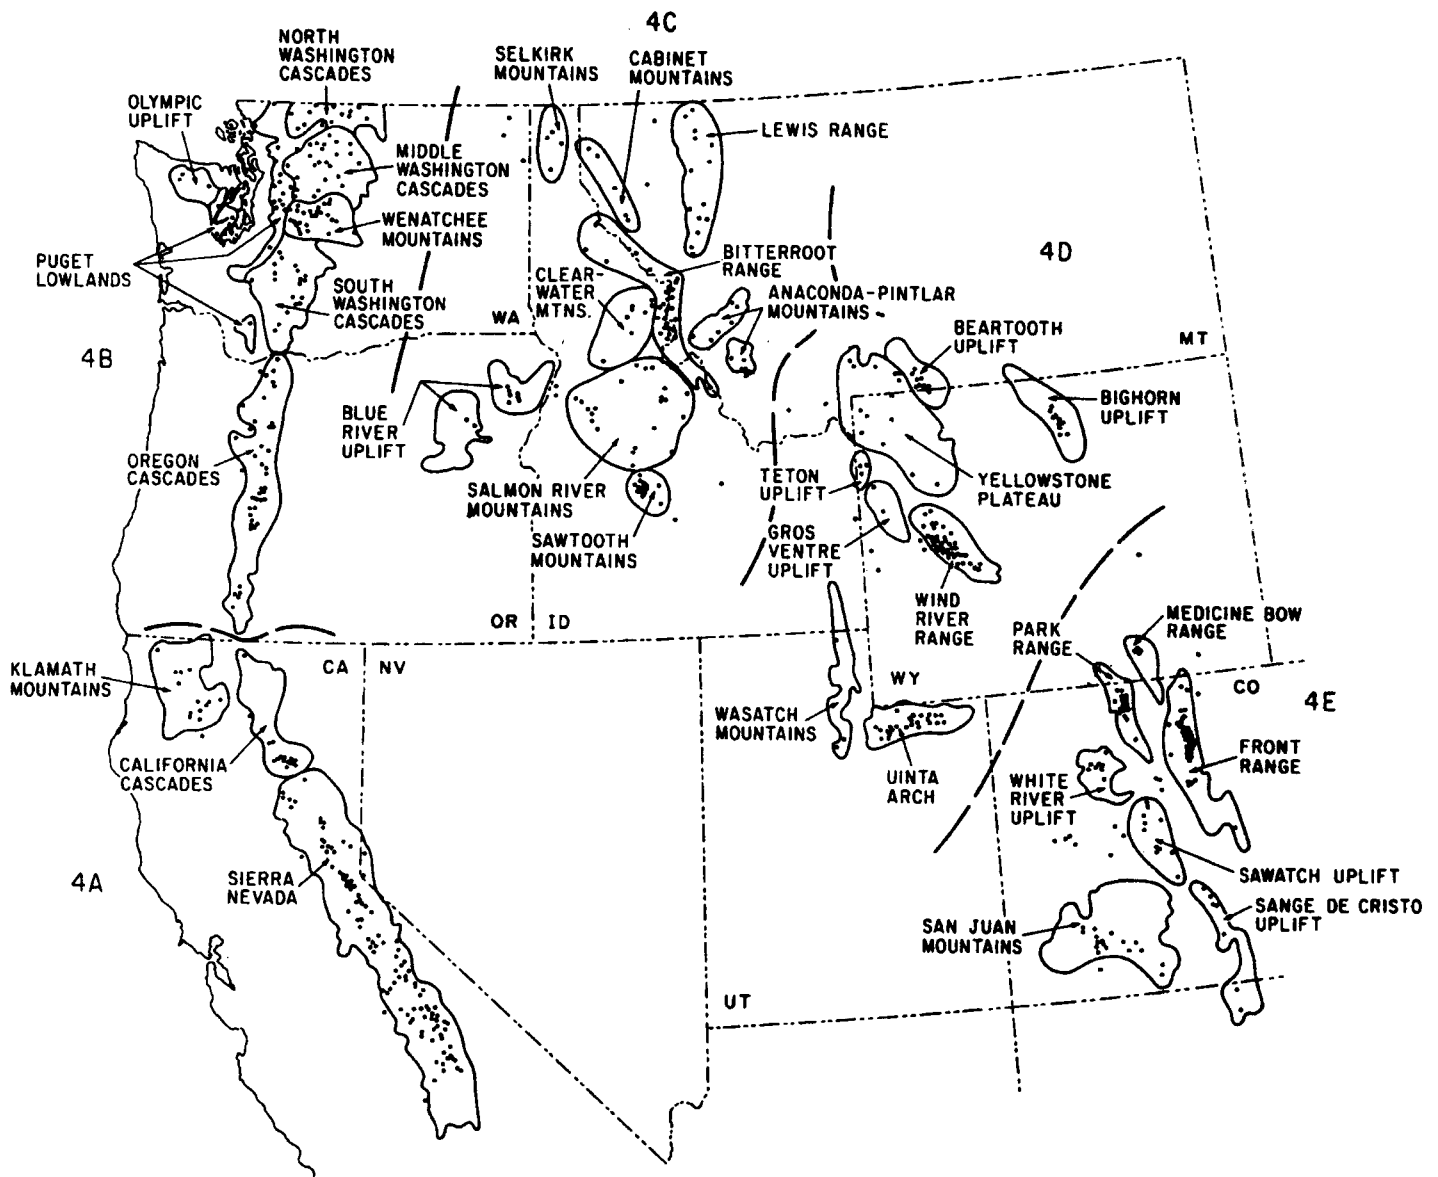 4C
NORTH
WASHINGTON
CASCADES
SELKIRK
MOUNTAINS
CABINET
MOUNTAINS
OLYMPIC
UPLIFT
LEWIS RANGE
MIDDLE
WASHINGTON
CASCADES
WENATCHEE
MOUNTAINS
PUGET
LOWLANDS
4D
BITTERROOT
RANGE
CLEAR-
WATER
MTNS.
SOUTH
WASHINGTON
CASCADES
ANACONDA-PINTLAR
MOUNTAINS
WA
BEARTOOTH
UPLIFT
MT
4B
BIGHORN
UPLIFT
BLUE
RIVER
UPLIFT
OREGON
CASCADES
SALMON RIVER
MOUNTAINS
TETON
UPLIFT
YELLOWSTONE
PLATEAU
SAWTOOTH
MOUNTAINS
GROS
VENTRE
UPLIFT
WIND
RIVER
RANGE
OR
ID
PARK
RANGE
MEDICINE BOW
RANGE
KLAMATH
MOUNTAINS
CA
NV
WY
CO
4E
WASATCH
MOUNTAINS
CALIFORNIA
CASCADES
UINTA
ARCH
WHITE
RIVER
UPLIFT
FRONT
RANGE
4A
SIERRA
NEVADA
SAWATCH UPLIFT
SANGE DE CRISTO
UPLIFT
SAN JUAN
MOUNTAINS
UT